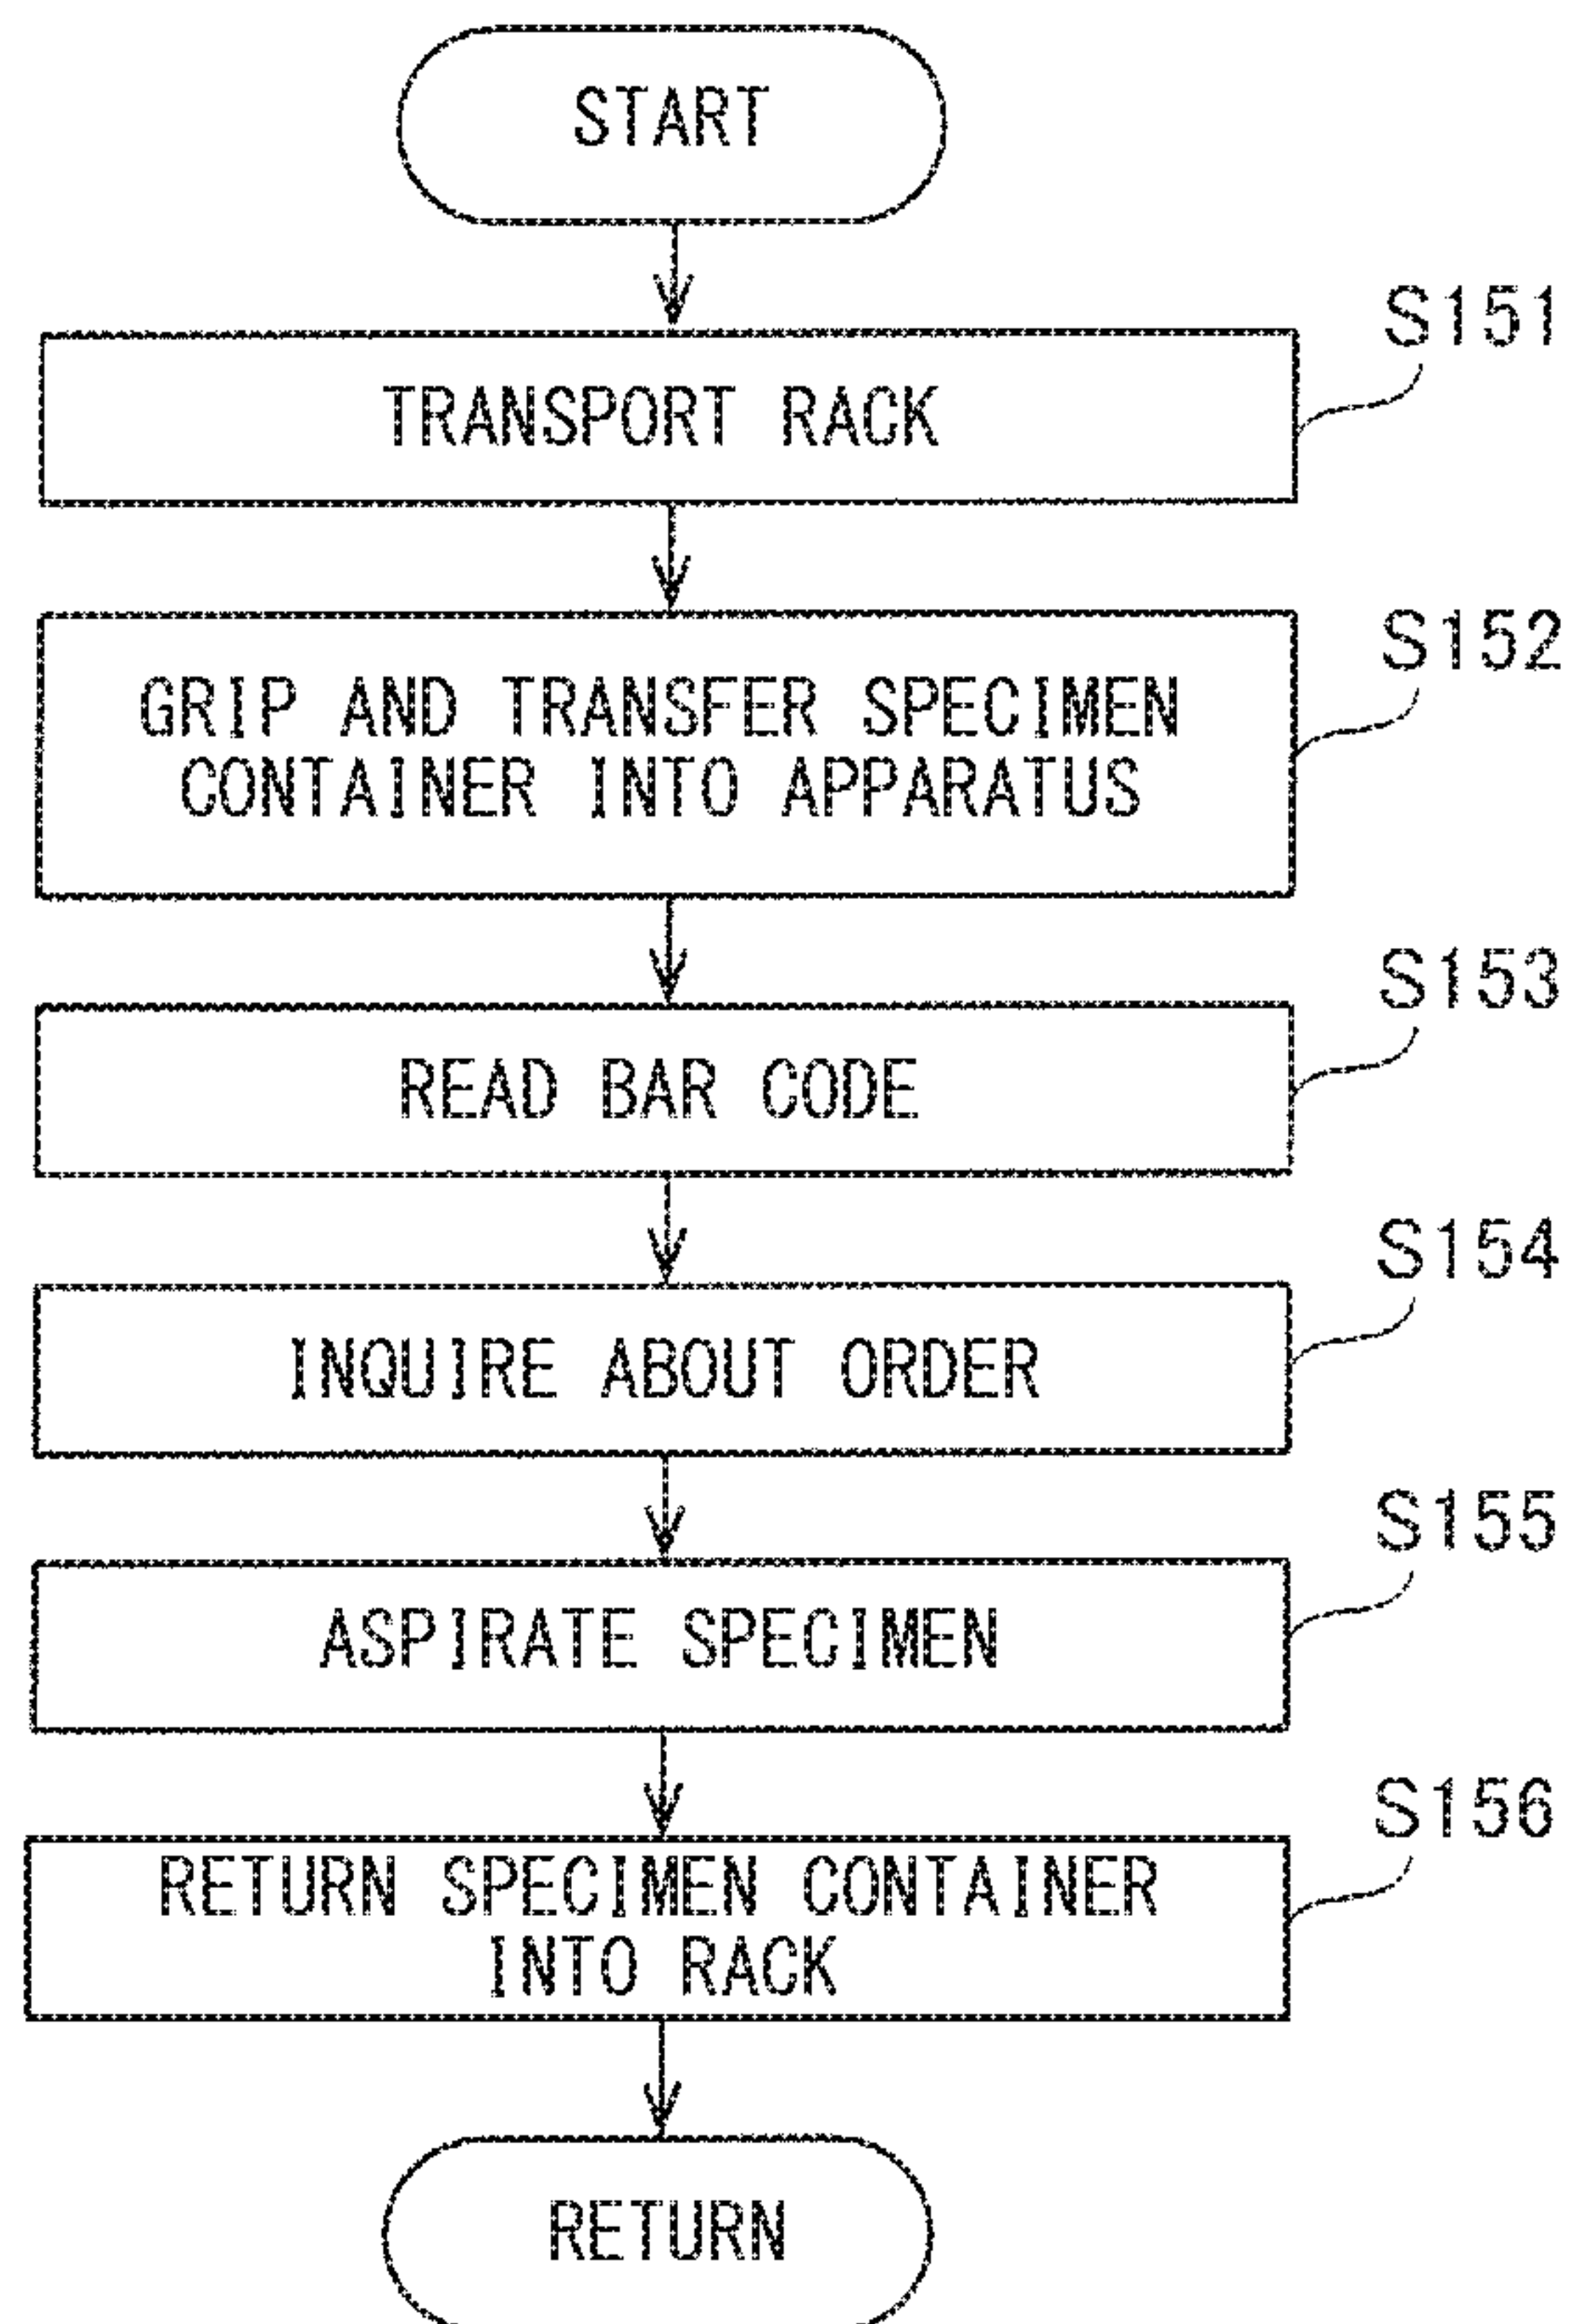 START
S151
TRANSPORT RACK
S152
GRIP AND TRANSFER SPECIMEN
CONTAINER INTO APPARATUS
S153
READ BAR CODE
S154
INQUIRE ABOUT ORDER
S155
ASPIRATE SPECIMEN
S156
RETURN SPECIMEN CONTAINER
INTO RACK
RETURN